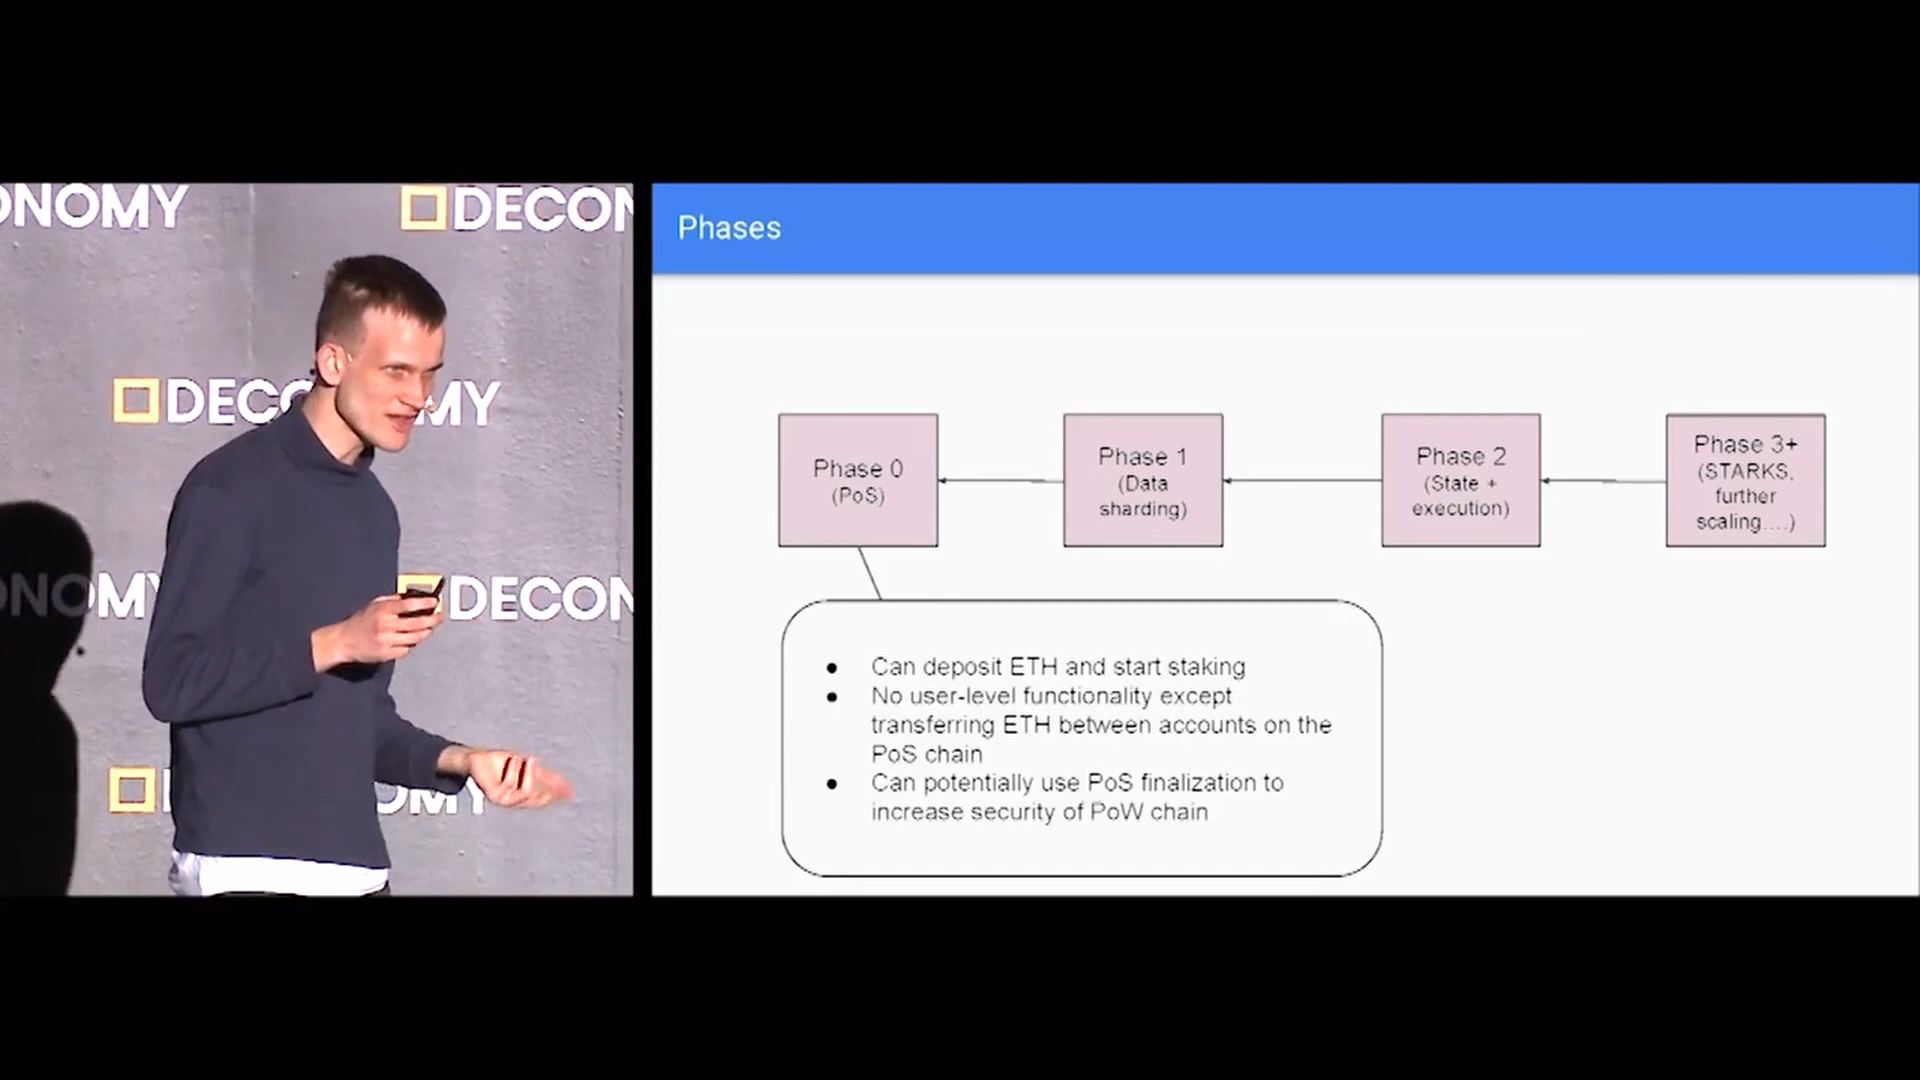 ONOMY
DECON
DECO MY
ONOMY
DECON
OMY
Phases
Phase 0
(PoS)
Phase 1
(Data
sharding)
Phase 2
(State +
execution)
Phase 3+
(STARKS,
further
scaling....)
● Can deposit ETH and start staking
● No user-level functionality except
transferring ETH between accounts on the
PoS chain
● Can potentially use PoS finalization to
increase security of PoW chain